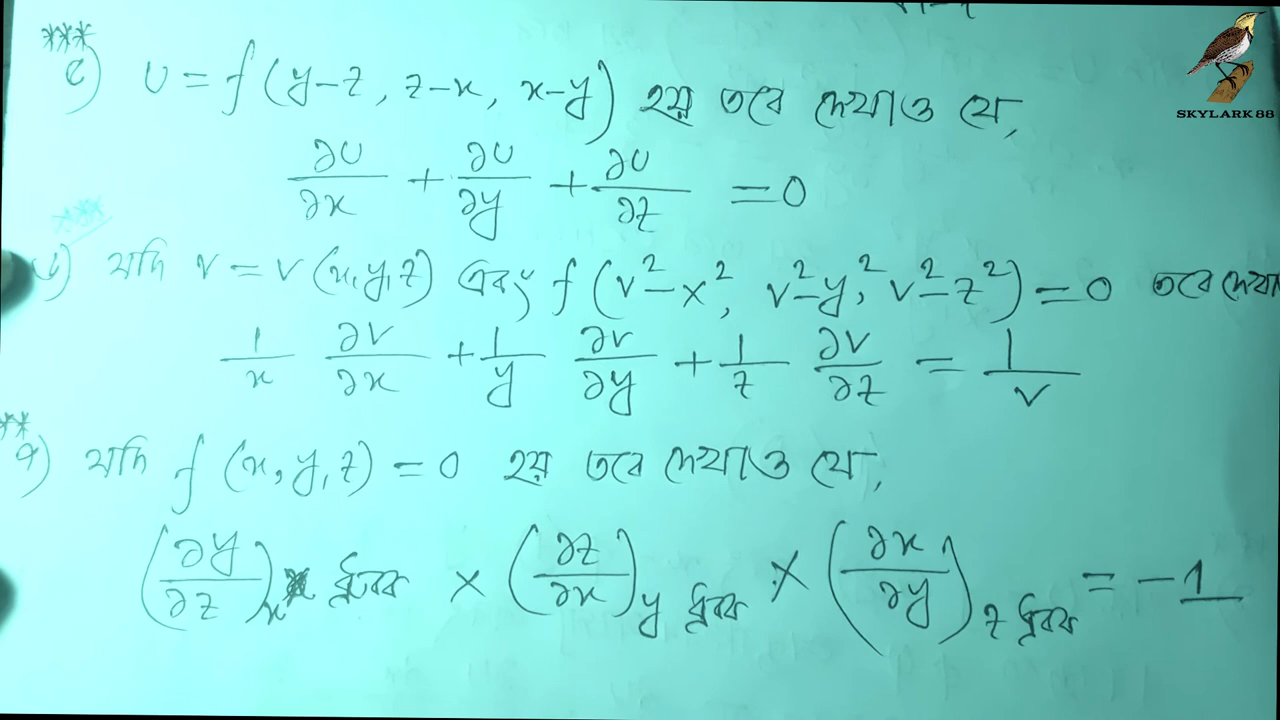 ***
৫) U = f (y-z, z-x, x-y) হয় তবে দেখাও যে,
∂U/∂x + ∂U/∂y + ∂U/∂z = 0
***
৬) যদি v = v (x,y,z) এবং f (v²-x², v²-y², v²-z²) = 0 তবে দেখা
1/x ∂v/∂x + 1/y ∂v/∂y + 1/z ∂v/∂z = 1/v
**
৭) যদি f (x, y, z) = 0 হয় তবে দেখাও যে,
(∂y/∂z)x ধ্রুবক × (∂z/∂x)y ধ্রুবক × (∂x/∂y)z ধ্রুবক = -1
SKYLARK 88